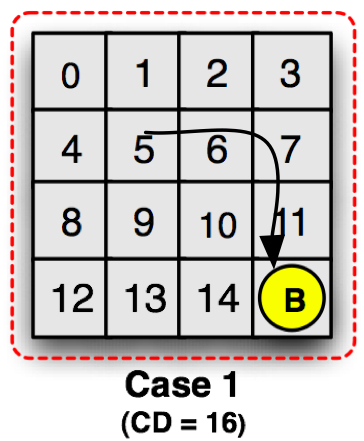 0 1 2 3
4 5 6 7
8 9 10 11
12 13 14 B
Case 1
(CD = 16)